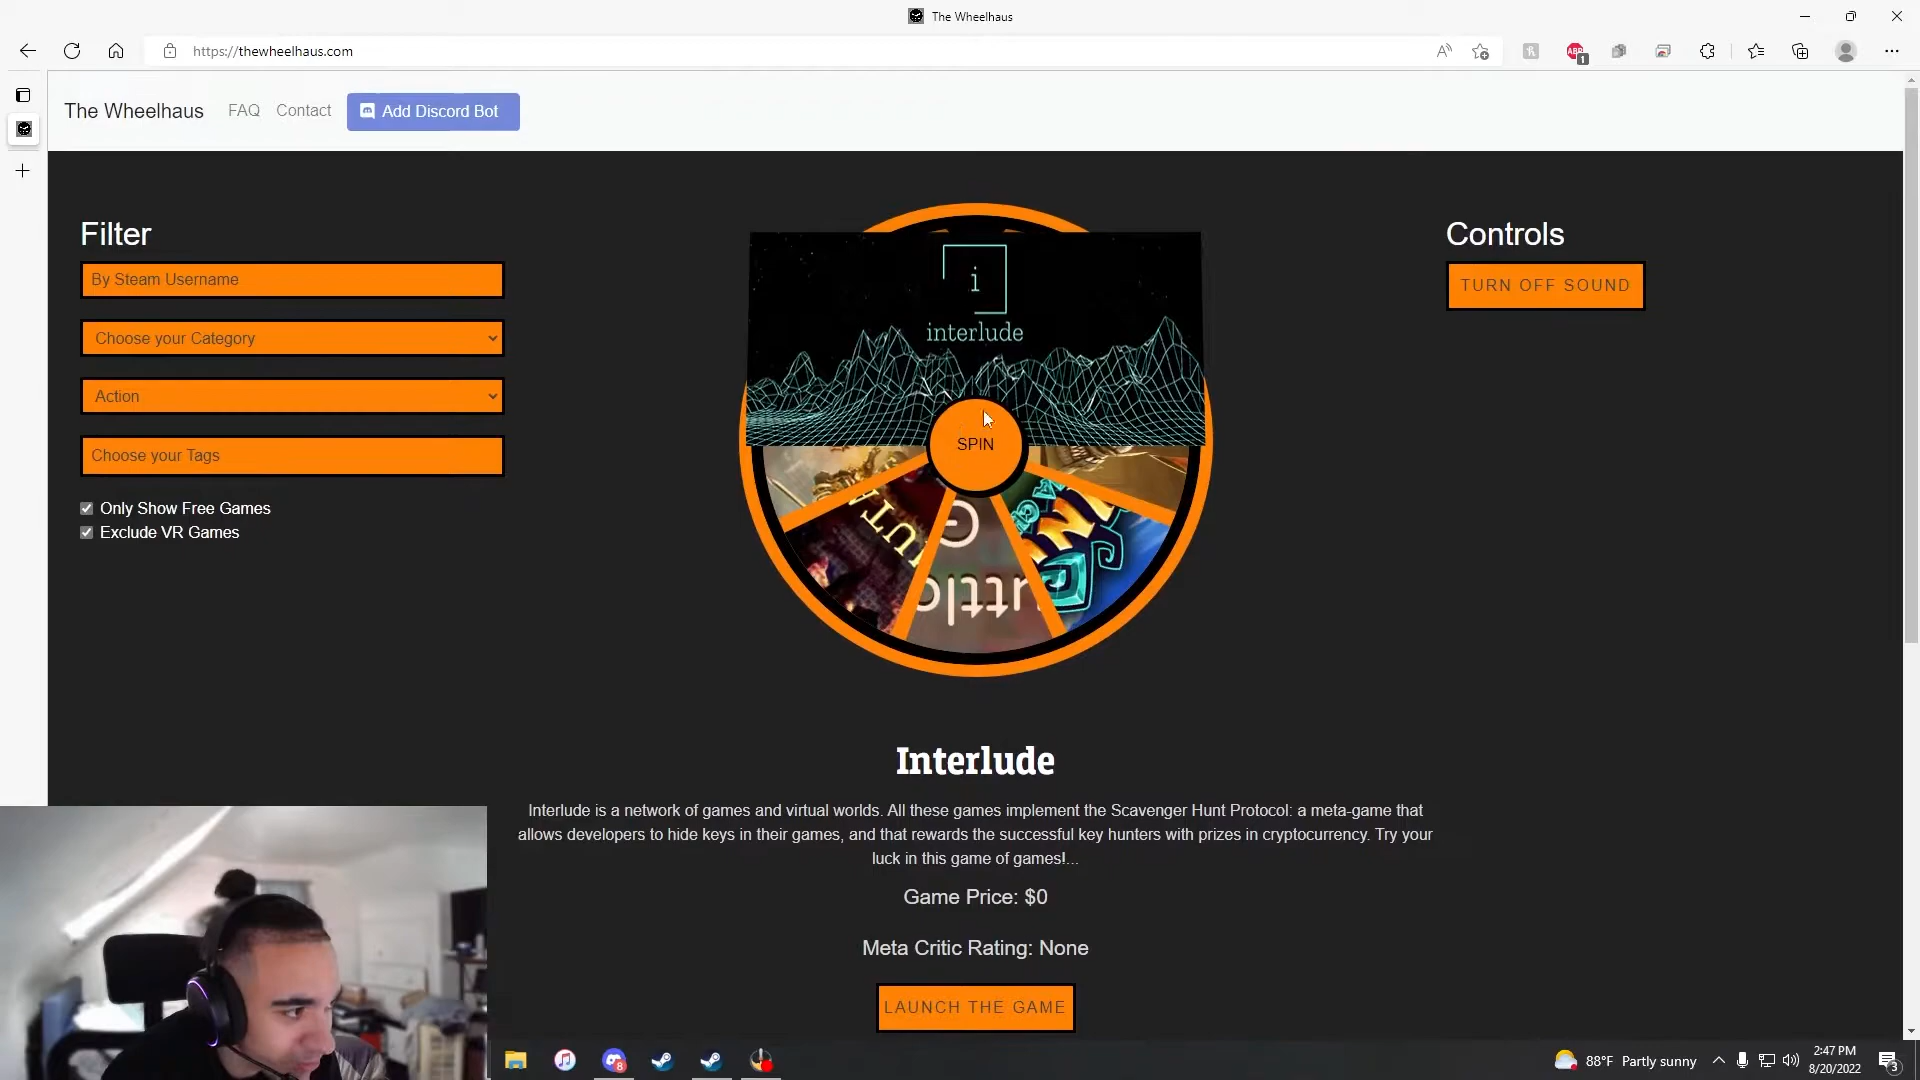 The Wheelhaus
https://thewheelhaus.com
The Wheelhaus
FAQ
Contact
Add Discord Bot
Filter
By Steam Username
Choose your Category
Action
Choose your Tags
Only Show Free Games
Exclude VR Games
i
interlude
SPIN
Controls
TURN OFF SOUND
Interlude
Interlude is a network of games and virtual worlds. All these games implement the Scavenger Hunt Protocol: a meta-game that
allows developers to hide keys in their games, and that rewards the successful key hunters with prizes in cryptocurrency. Try your
luck in this game of games!...
Game Price: $0
Meta Critic Rating: None
LAUNCH THE GAME
88°F Partly sunny
2:47 PM
8/20/2022